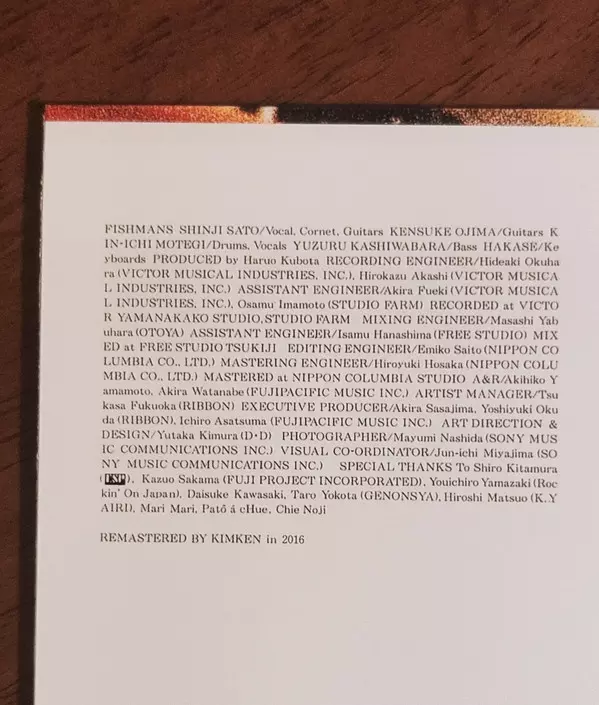 FISHMANS SHINJI SATO/Vocal, Cornet, Guitars KENSUKE OJIMA/Guitars K
IN-ICHI MOTEGI/Drums, Vocals YUZURU KASHIWABARA/Bass HAKASE/Ke
yboards PRODUCED by Haruo Kubota RECORDING ENGINEER/Hideaki Okuha
ra (VICTOR MUSICAL INDUSTRIES, INC.), Hirokazu Akashi (VICTOR MUSICA
L INDUSTRIES, INC.) ASSISTANT ENGINEER/Akira Fueki (VICTOR MUSICA
L INDUSTRIES, INC.), Osamu Imamoto (STUDIO FARM) RECORDED at VICTO
R YAMANAKAKO STUDIO, STUDIO FARM MIXING ENGINEER/Masashi Yab
uhara (OTOYA) ASSISTANT ENGINEER/Isamu Hanashima (FREE STUDIO) MIX
ED at FREE STUDIO TSUKIJI EDITING ENGINEER/Emiko Saito (NIPPON CO
LUMBIA CO., LTD.) MASTERING ENGINEER/Hiroyuki Hosaka (NIPPON COLU
MBIA CO., LTD.) MASTERED at NIPPON COLUMBIA STUDIO A&R/Akihiko Y
amamoto, Akira Watanabe (FUJIPACIFIC MUSIC INC.) ARTIST MANAGER/Tsu
kasa Fukuoka (RIBBON) EXECUTIVE PRODUCER/Akira Sasajima, Yoshiyuki Oku
da (RIBBON), Ichiro Asatsuma (FUJIPACIFIC MUSIC INC.) ART DIRECTION &
DESIGN/Yutaka Kimura (D·D) PHOTOGRAPHER/Mayumi Nashida (SONY MUS
IC COMMUNICATIONS INC.) VISUAL CO-ORDINATOR/Jun-ichi Miyajima (SO
NY MUSIC COMMUNICATIONS INC.) SPECIAL THANKS To Shiro Kitamura
(ESP), Kazuo Sakama (FUJI PROJECT INCORPORATED), Youichiro Yamazaki (Roc
kin' On Japan), Daisuke Kawasaki, Taro Yokota (GENONSYA), Hiroshi Matsuo (K.Y
AIRI), Mari Mari, Patô á cHue, Chie Noji
REMASTERED BY KIMKEN in 2016